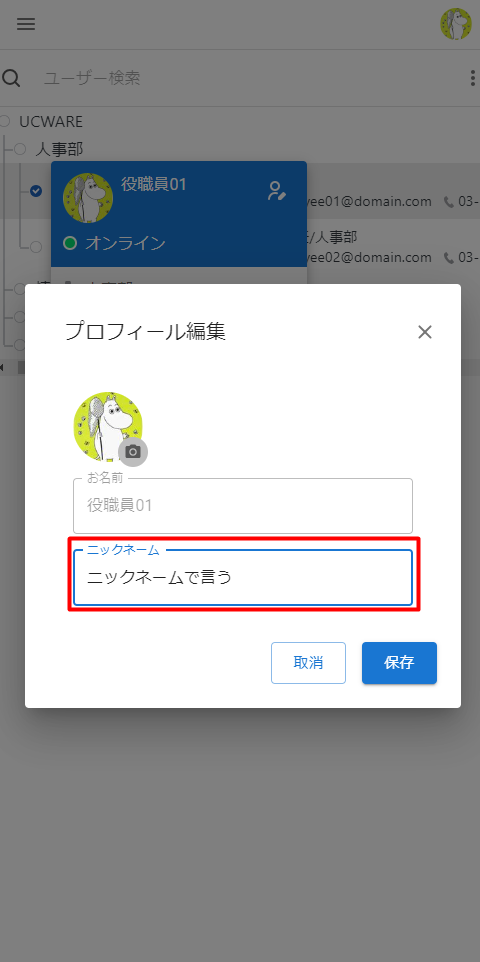 ユーザー検索
UCWARE
人事部
役職員01
yee01@domain.com
03-
オンライン
/人事部
yee02@domain.com
03-
プロフィール編集
お名前
役職員01
ニックネーム
ニックネームで言う
取消
保存